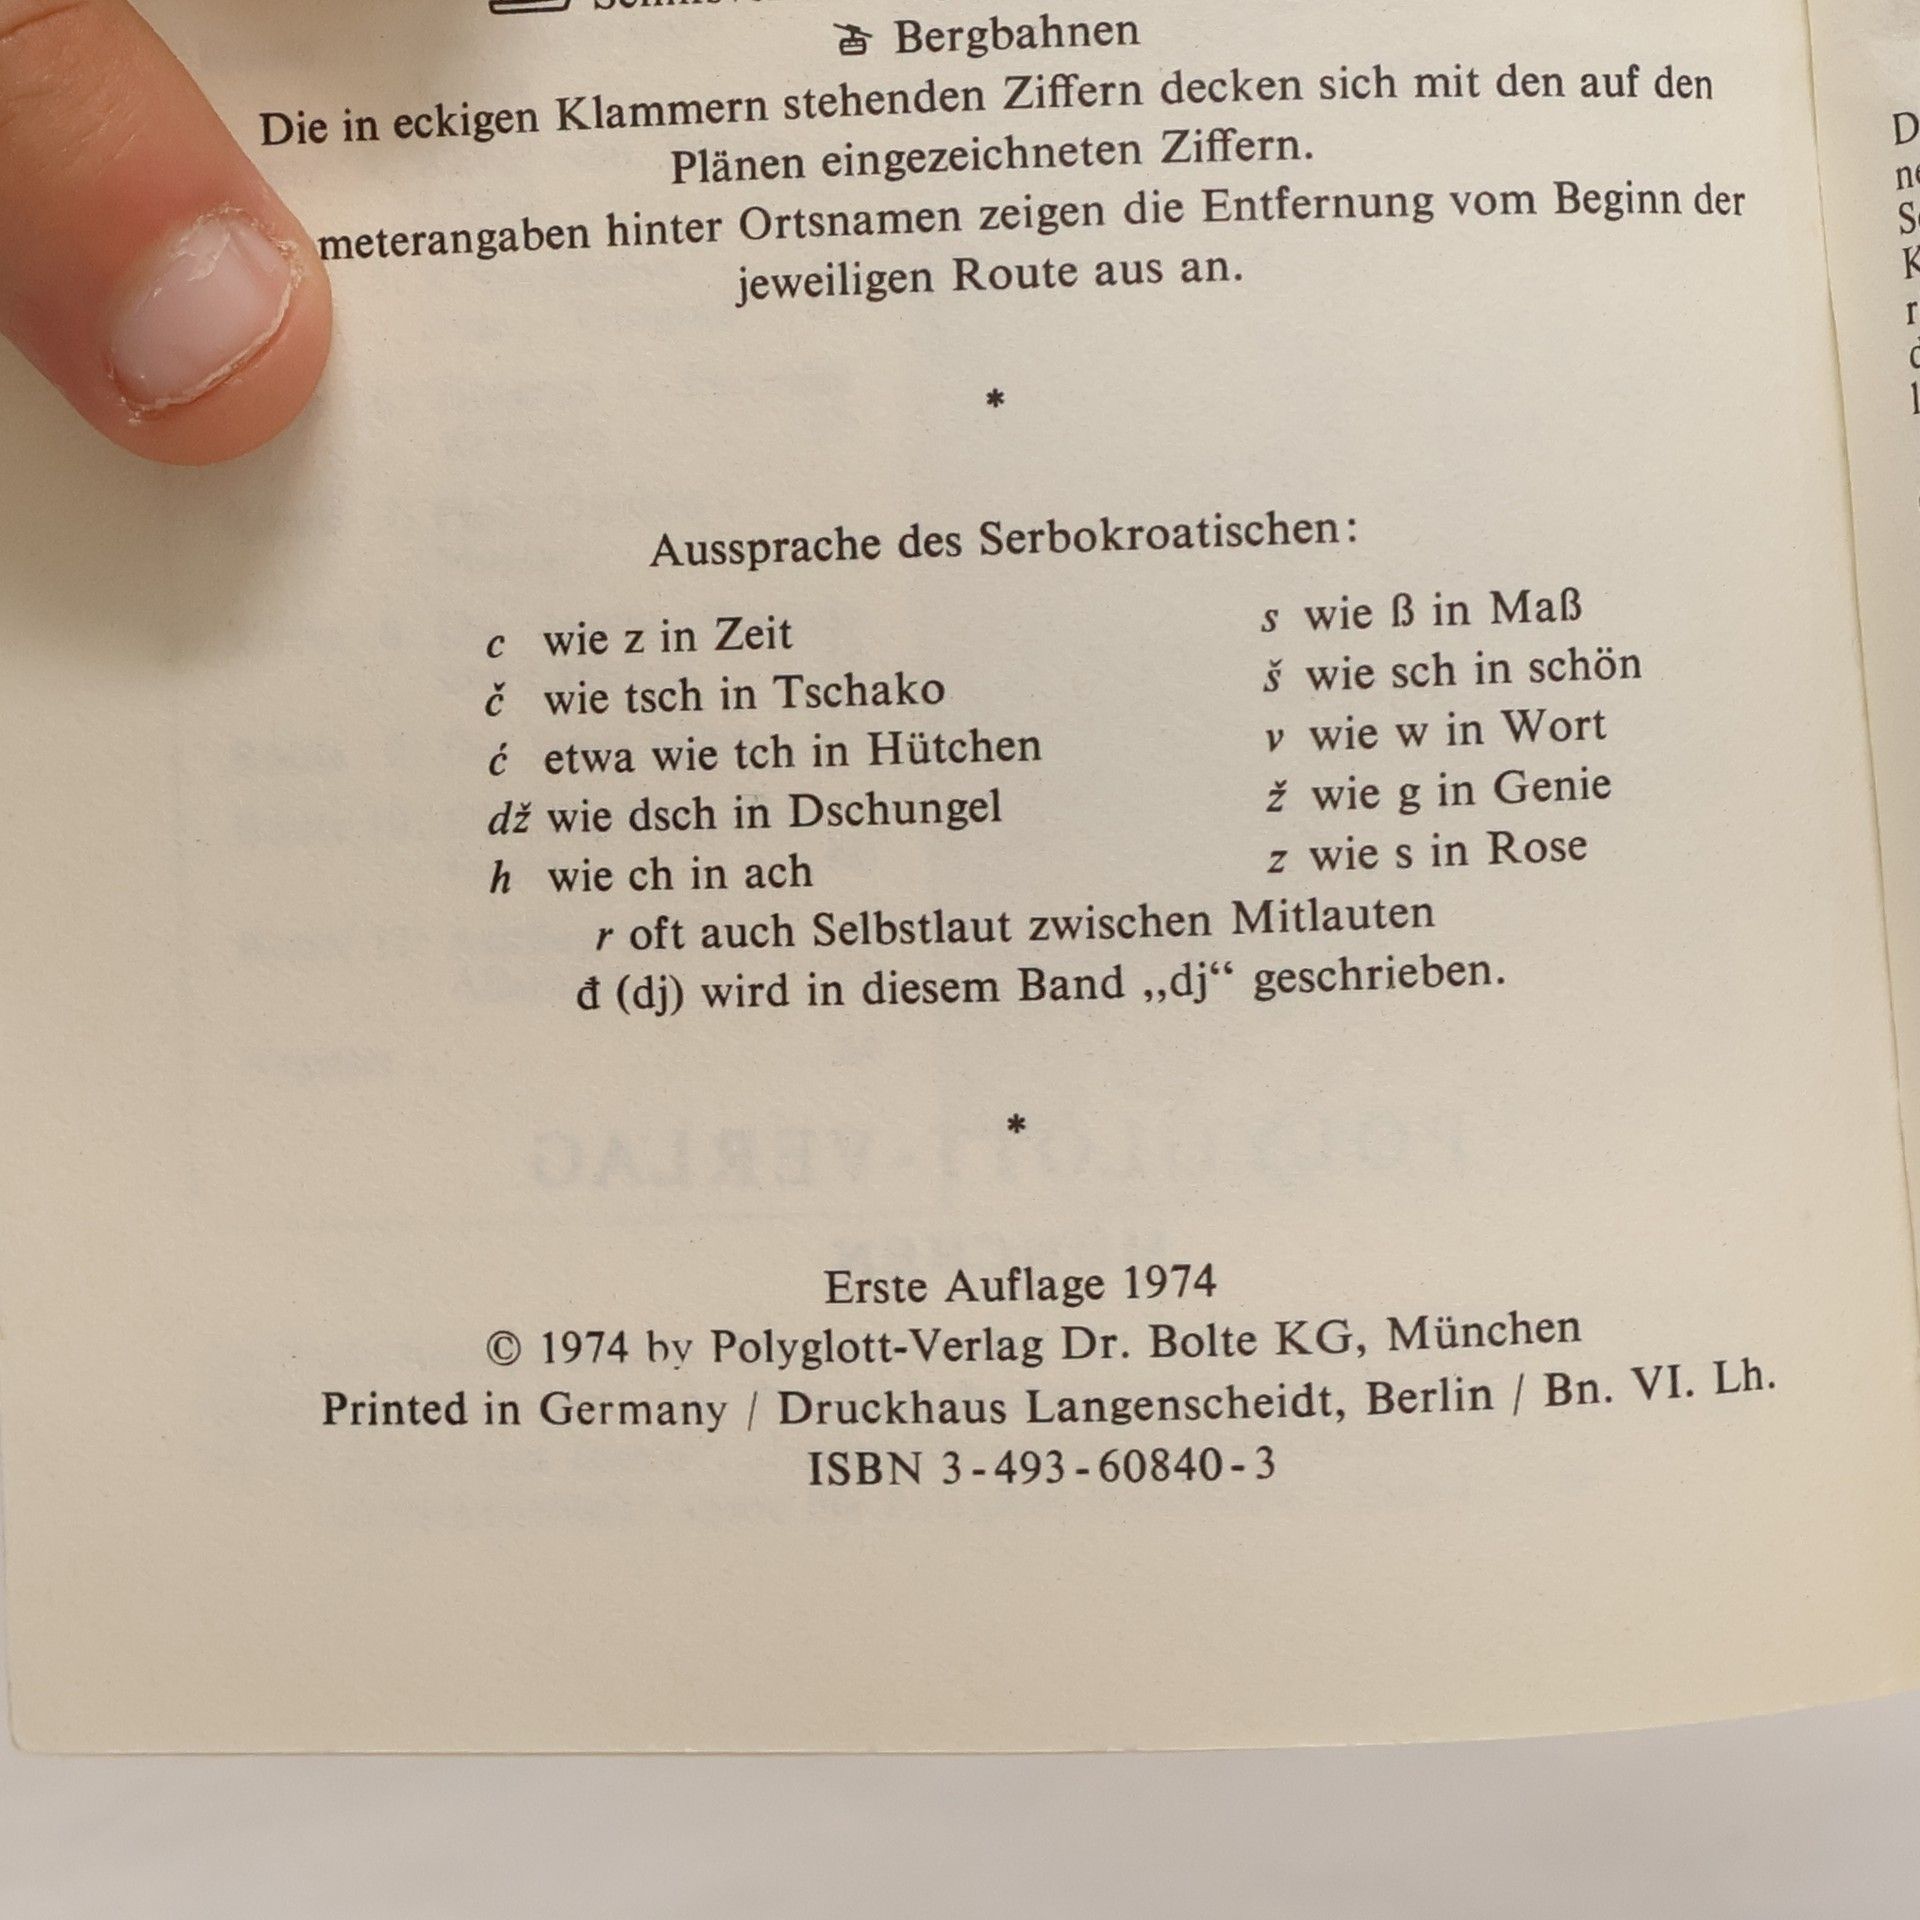 Bergbahnen
Die in eckigen Klammern stehenden Ziffern decken sich mit den auf den
Plänen eingezeichneten Ziffern.
meterangaben hinter Ortsnamen zeigen die Entfernung vom Beginn der
jeweiligen Route aus an.
*
Aussprache des Serbokroatischen:
c wie z in Zeit
č wie tsch in Tschako
ć etwa wie tch in Hütchen
dž wie dsch in Dschungel
h wie ch in ach
s wie ß in Maß
š wie sch in schön
v wie w in Wort
ž wie g in Genie
z wie s in Rose
r oft auch Selbstlaut zwischen Mitlauten
đ (dj) wird in diesem Band „dj“ geschrieben.
*
Erste Auflage 1974
© 1974 by Polyglott-Verlag Dr. Bolte KG, München
Printed in Germany / Druckhaus Langenscheidt, Berlin / Bn. VI. Lh.
ISBN 3-493-60840-3